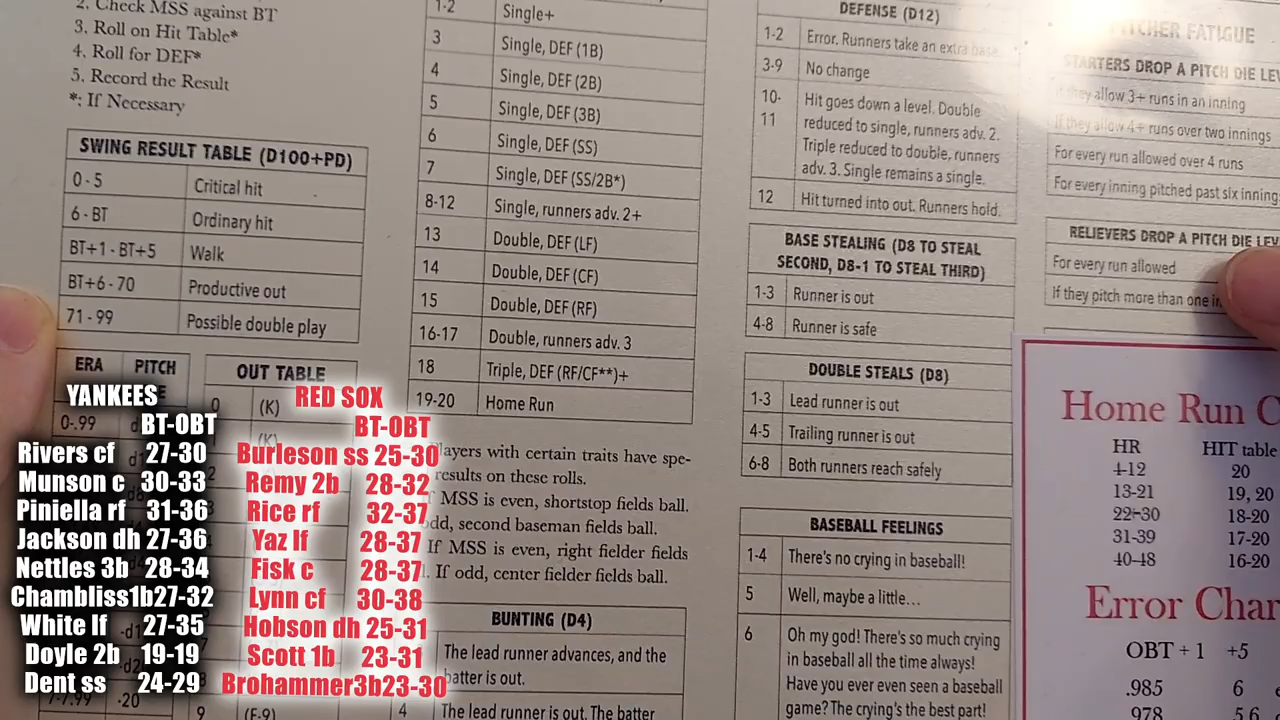 2. Check MSS against BT
3. Roll on Hit Table*
4. Roll for DEF*
5. Record the Result
*: If Necessary
SWING RESULT TABLE (D100+PD)
0 - 5 Critical hit
6 - BT Ordinary hit
BT+1 - BT+5 Walk
BT+6 - 70 Productive out
71 - 99 Possible double play
ERA PITCH
0-.99
OUT TABLE
0 (K)
9 (F-9)
YANKEES
BT-OBT
Rivers cf 27-30
Munson c 30-33
Piniella rf 31-36
Jackson dh 27-36
Nettles 3b 28-34
Chambliss1b27-32
White lf 27-35
Doyle 2b 19-19
Dent ss 24-29
RED SOX
BT-OBT
Burleson ss 25-30
Remy 2b 28-32
Rice rf 32-37
Yaz lf 28-37
Fisk c 28-37
Lynn cf 30-38
Hobson dh 25-31
Scott 1b 23-31
Brohammer3b23-30
1-2 Single+
3 Single, DEF (1B)
4 Single, DEF (2B)
5 Single, DEF (3B)
6 Single, DEF (SS)
7 Single, DEF (SS/2B*)
8-12 Single, runners adv. 2+
13 Double, DEF (LF)
14 Double, DEF (CF)
15 Double, DEF (RF)
16-17 Double, runners adv. 3
18 Triple, DEF (RF/CF**)+
19-20 Home Run
layers with certain traits have spe-
results on these rolls.
MSS is even, shortstop fields ball.
odd, second baseman fields ball.
If MSS is even, right fielder fields
. If odd, center fielder fields ball.
BUNTING (D4)
The lead runner advances, and the
batter is out.
4 The lead runner is out. The batter
DEFENSE (D12)
1-2 Error. Runners take an extra base.
3-9 No change
10-11 Hit goes down a level. Double
reduced to single, runners adv. 2.
Triple reduced to double, runners
adv. 3. Single remains a single.
12 Hit turned into out. Runners hold.
BASE STEALING (D8 TO STEAL
SECOND, D8-1 TO STEAL THIRD)
1-3 Runner is out
4-8 Runner is safe
DOUBLE STEALS (D8)
1-3 Lead runner is out
4-5 Trailing runner is out
6-8 Both runners reach safely
BASEBALL FEELINGS
1-4 There's no crying in baseball!
5 Well, maybe a little…
6 Oh my god! There's so much crying
in baseball all the time always!
Have you ever even seen a baseball
game? The crying's the best part!
PITCHER FATIGUE
STARTERS DROP A PITCH DIE LEV
If they allow 3+ runs in an inning
If they allow 4+ runs over two innings
For every run allowed over 4 runs
For every inning pitched past six innings
RELIEVERS DROP A PITCH DIE LEV
For every run allowed
If they pitch more than one in
Home Run C
HR HIT table
4-12 20
13-21 19, 20
22-30 18-20
31-39 17-20
40-48 16-20
Error Char
OBT + 1 +5
.985 6
.978 5,6